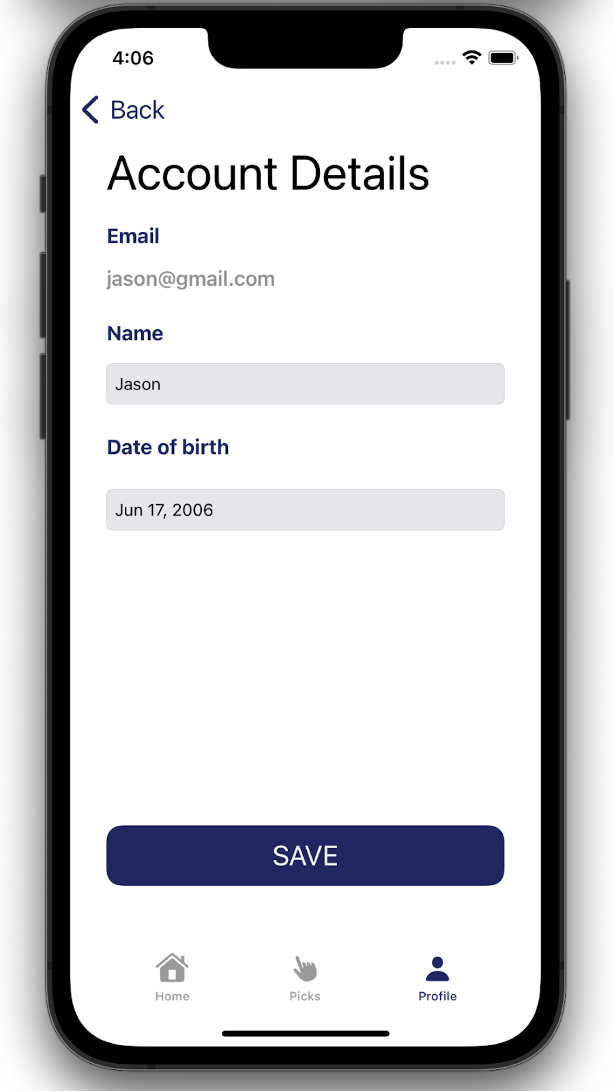 4:06
Back
Account Details
Email
jason@gmail.com
Name
Jason
Date of birth
Jun 17, 2006
SAVE
Home
Picks
Profile